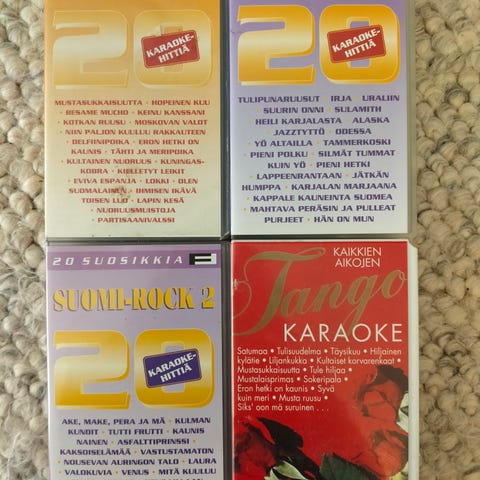 20
KARAOKE-
HITTIÄ
MUSTASUKKAISUUTTA • HOPEINEN KUU
• BESAME MUCHO • KEINU KANSSANI
• KOTKAN RUUSU • MOSKOVAN VALOT
• NIIN PALJON KUULUU RAKKAUTEEN
• DELFIINIPOIKA • ERON HETKI ON
KAUNIS • TÄHTI JA MERIPOIKA •
KULTAINEN NUORUUS • KUNINGAS-
KOBRA • KIELLETYT LEIKIT •
EVIVA ESPANJA • LOKKI • OLEN
SUOMALAINEN • IHMISEN IKÄVÄ
TOISEN LUO • LAPIN KESÄ
• NUORUUSMUISTOJA •
PARTISAANIVALSSI
20
KARAOKE-
HITTIÄ
TULIPUNARUUSUT • IRJA • URALIIN
• SUURIN ONNI • SULAMITH •
HEILI KARJALASTA • ALASKA •
JAZZTYTTÖ • ODESSA •
YÖ ALTAILLA • TAMMERKOSKI
• PIENI POLKU • SILMÄT TUMMAT
KUIN YÖ • PIENI HETKI •
LAPPEENRANTAAN • JÄTKÄN
HUMPPA • KARJALAN MARJAANA
• KAPPALE KAUNEINTA SUOMEA •
MAHTAVA PERÄSIN JA PULLEAT
PURJEET • HÄN ON MUN
20 SUOSIKKIA
SUOMI-ROCK 2
20
KARAOKE-
HITTIÄ
AKE, MAKE, PERA JA MÄ • KULMAN
KUNDIT • TUTTI FRUTTI • KAUNIS
NAINEN • ASFALTTIPRINSSI •
KAKSOISELÄMÄÄ • VASTUSTAMATON
• NOUSEVAN AURINGON TALO • LAURA
• VALOKUVIA • VENUS • MITÄ KUULUU
KAIKKIEN
AIKOJEN
Tango
KARAOKE
Satumaa • Tulisuudelma • Täysikuu • Hiljainen
kylätie • Liljankukka • Kultaiset korvarenkaat •
Mustasukkaisuutta • Tule hiljaa •
Mustalaisprimas • Sokeripala •
Eron hetki on kaunis • Syvä
kuin meri • Musta ruusu •
Siks' oon mä suruinen . . .